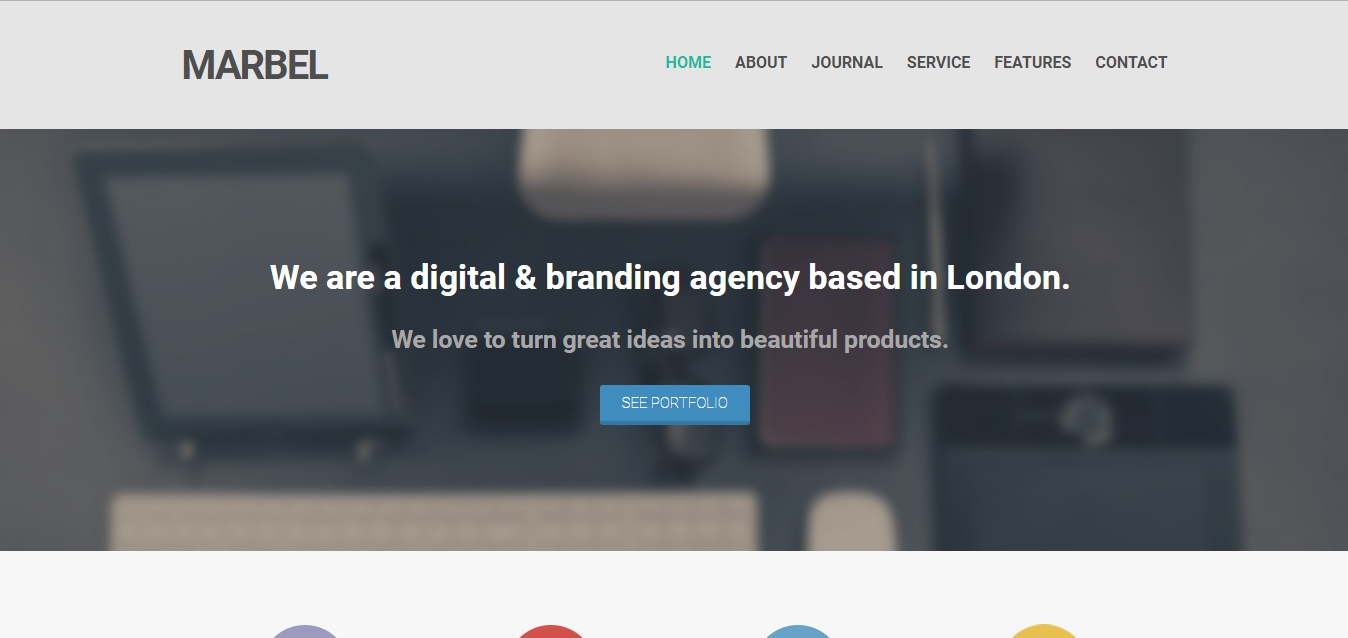 MARBEL
HOME ABOUT JOURNAL SERVICE FEATURES CONTACT
We are a digital & branding agency based in London.
We love to turn great ideas into beautiful products.
SEE PORTFOLIO